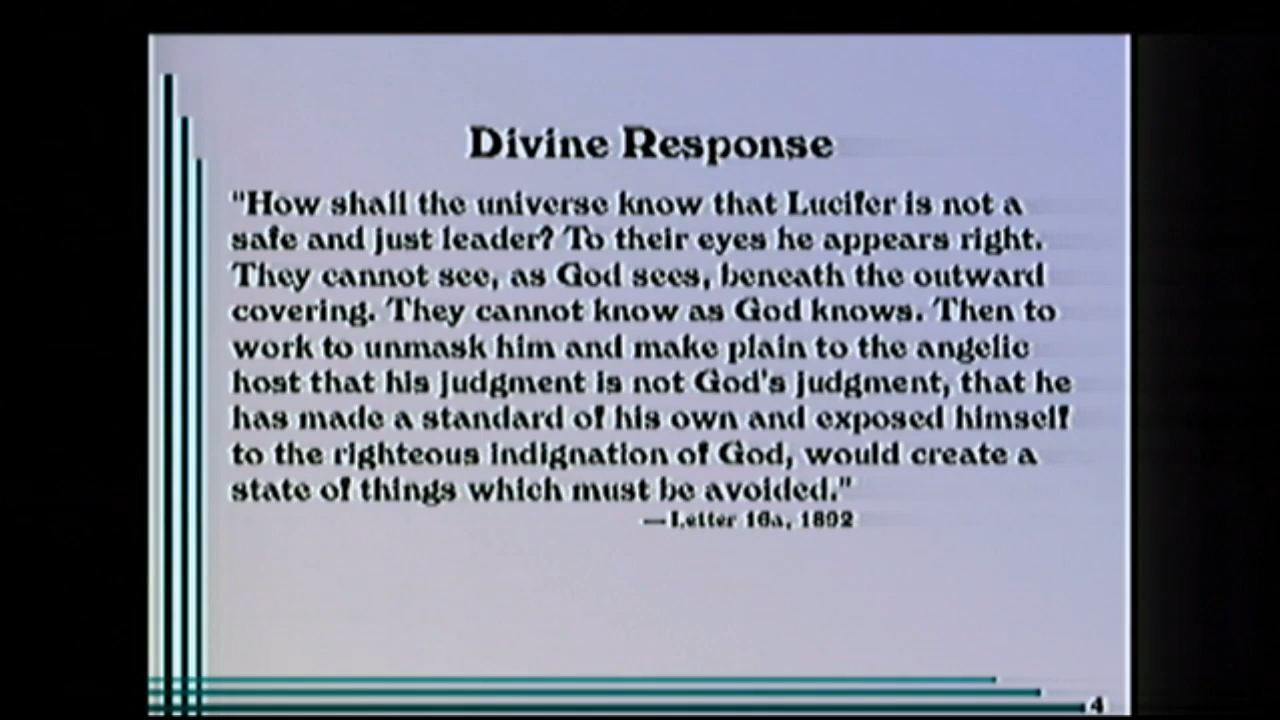 Divine Response
"How shall the universe know that Lucifer is not a
safe and just leader? To their eyes he appears right.
They cannot see, as God sees, beneath the outward
covering. They cannot know as God knows. Then to
work to unmask him and make plain to the angelic
host that his judgment is not God's judgment, that he
has made a standard of his own and exposed himself
to the righteous indignation of God, would create a
state of things which must be avoided."
—Letter 16a, 1892
4